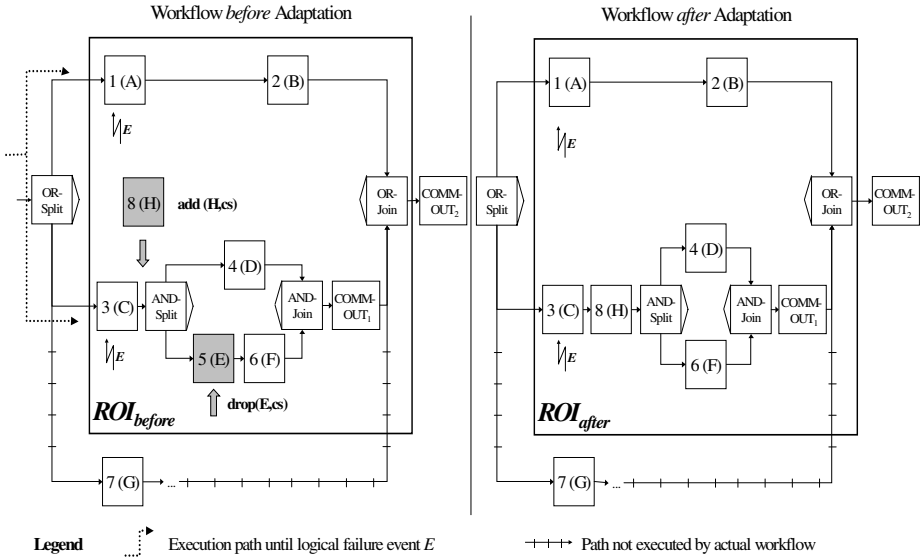 Workflow before Adaptation
1 (A)
2 (B)
E
OR-
Split
8 (H)
add (H,cs)
OR-
Join
COMM-
OUT2
4 (D)
3 (C)
AND-
Split
AND-
Join
COMM-
OUT1
E
5 (E)
6 (F)
drop(E,cs)
ROIbefore
7 (G)
...
Workflow after Adaptation
1 (A)
2 (B)
E
OR-
Split
OR-
Join
COMM-
OUT2
4 (D)
3 (C)
8 (H)
AND-
Split
AND-
Join
COMM-
OUT1
E
6 (F)
ROIafter
7 (G)
...
Legend
Execution path until logical failure event E
Path not executed by actual workflow